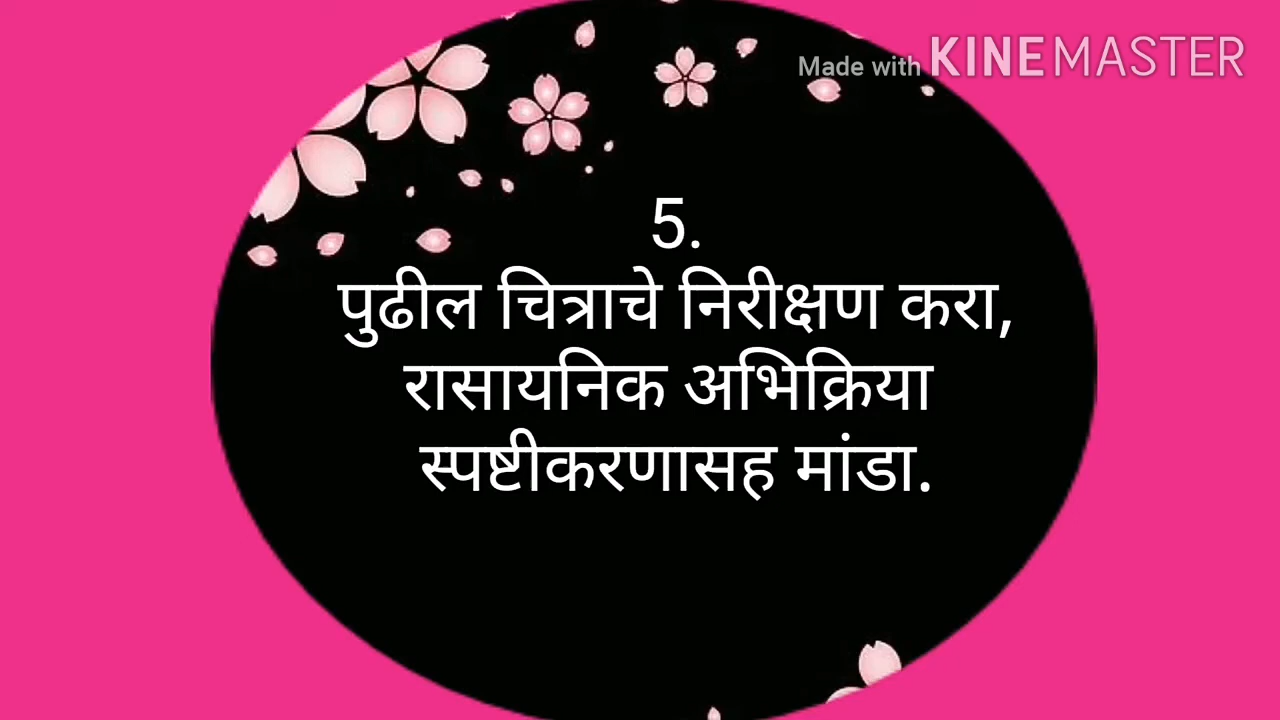 Made with KINEMASTER
5.
पुढील चित्राचे निरीक्षण करा,
रासायनिक अभिक्रिया
स्पष्टीकरणासह मांडा.